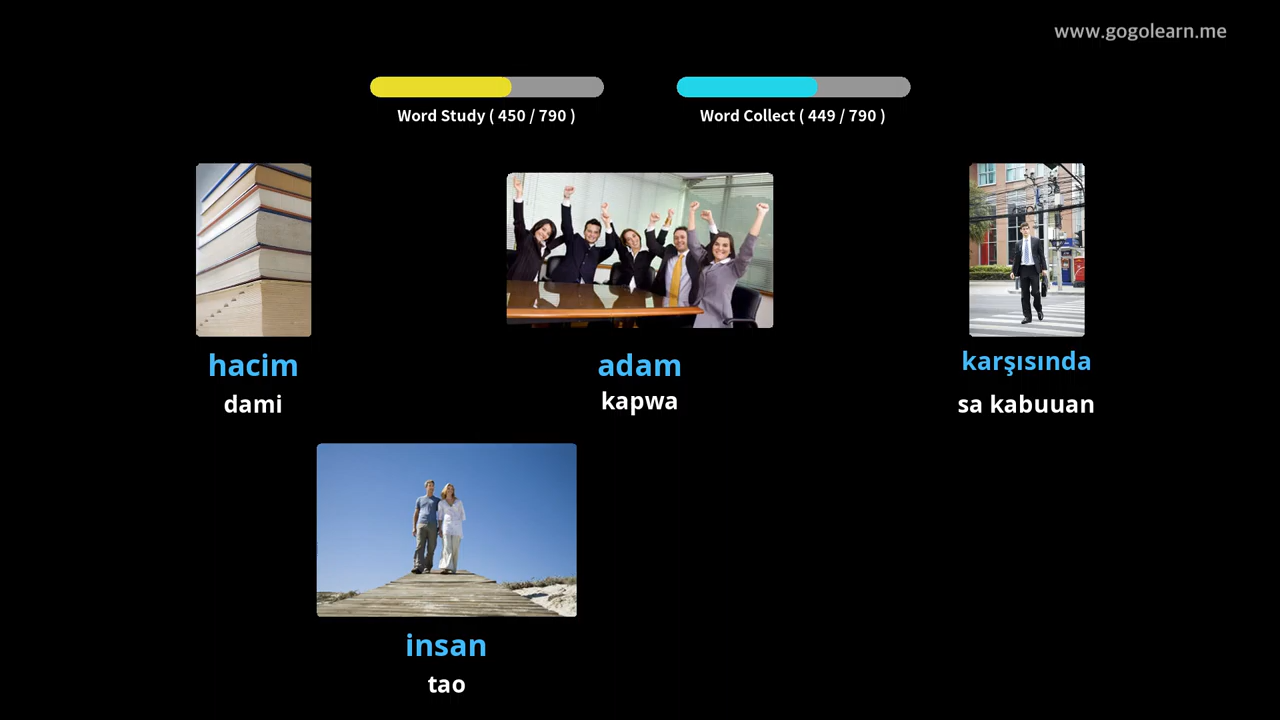 www.gogolearn.me
Word Study ( 450 / 790 )
Word Collect ( 449 / 790 )
hacim
dami
adam
kapwa
karşısında
sa kabuuan
insan
tao